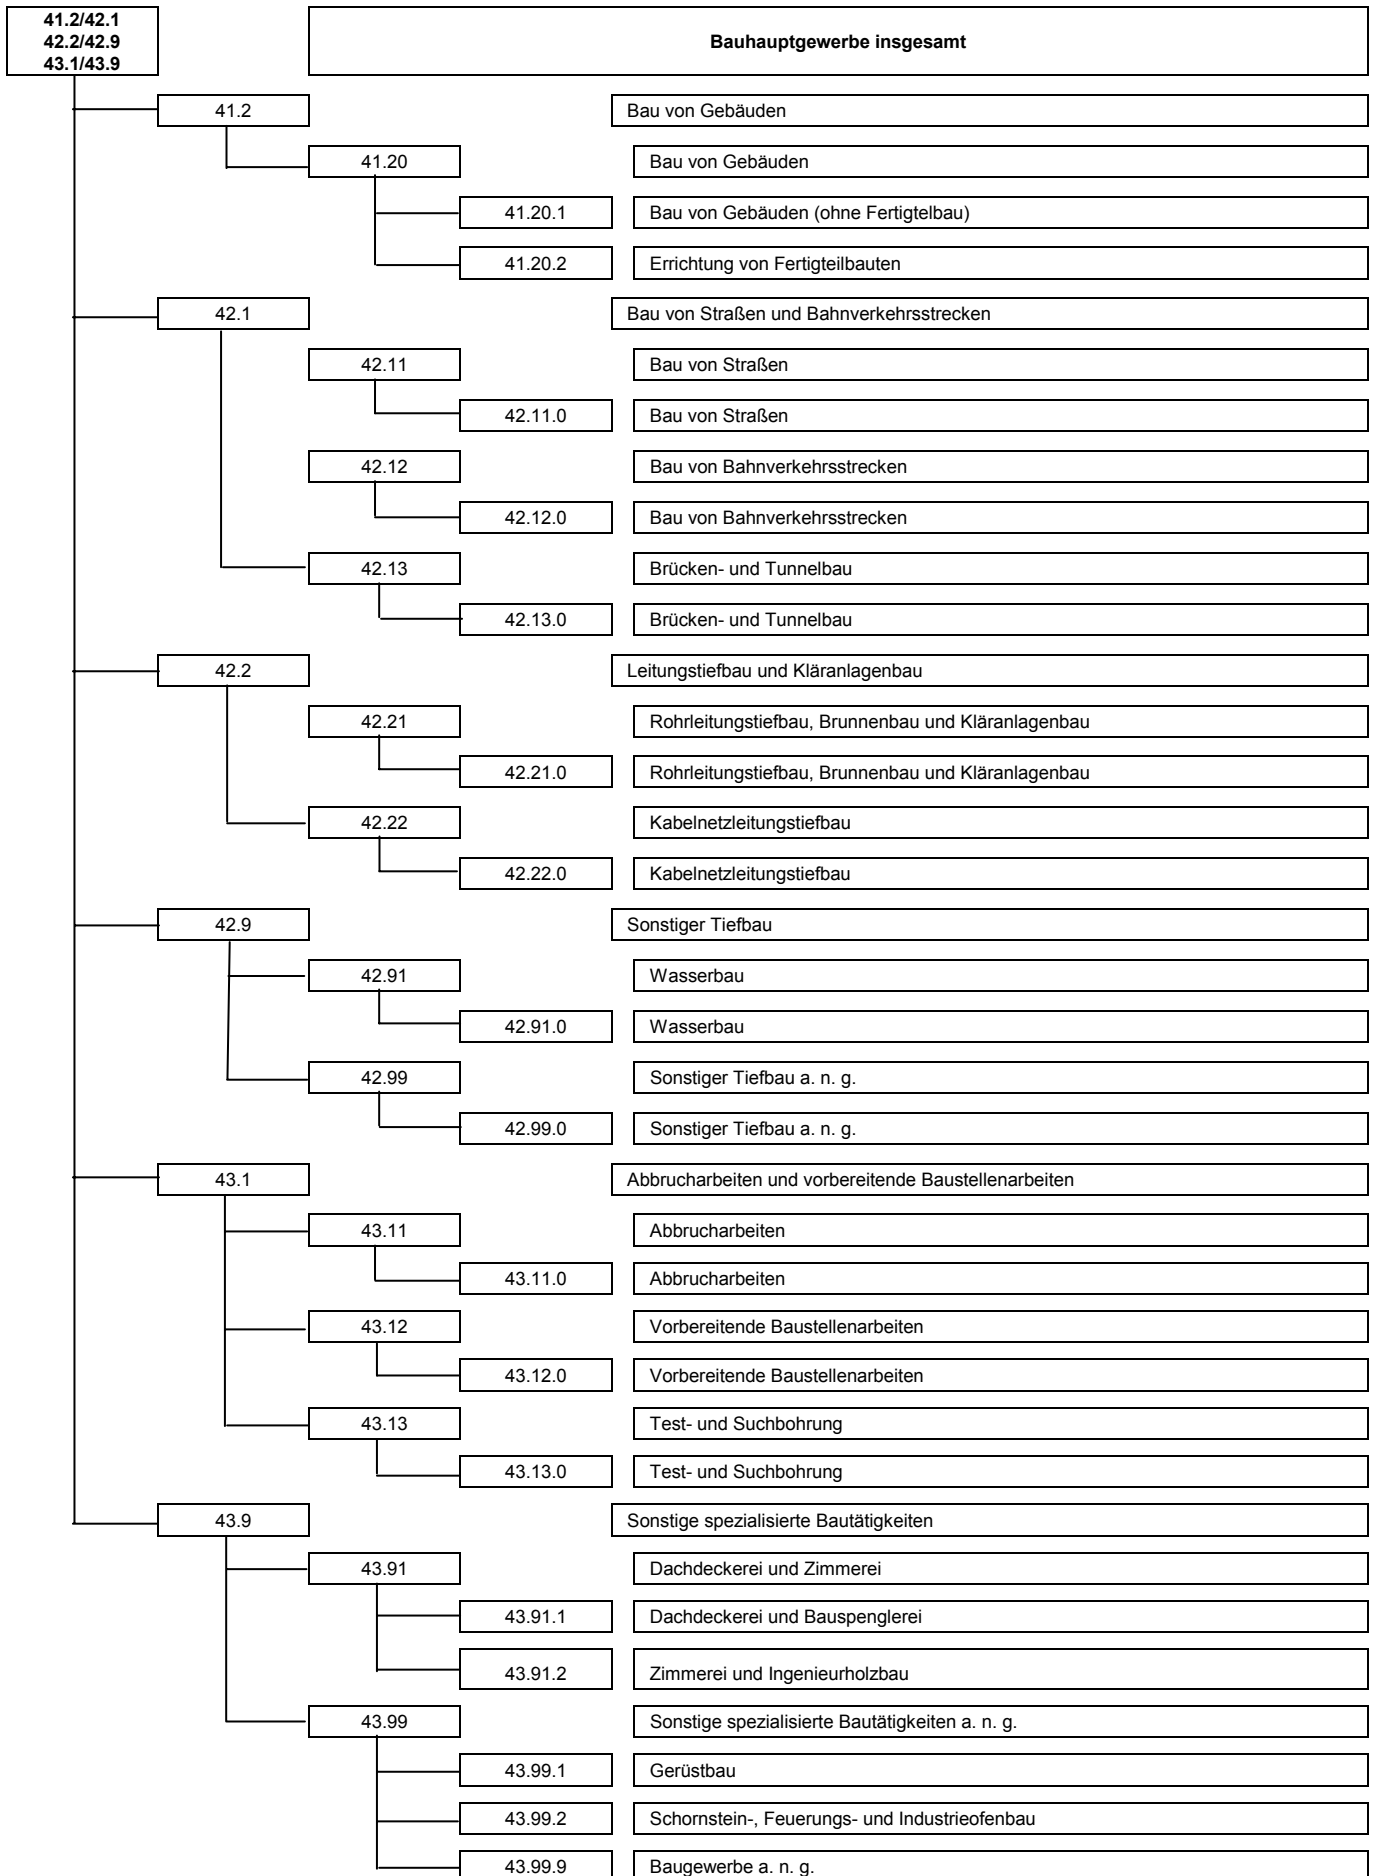 41.2/42.1
42.2/42.9
43.1/43.9
Bauhauptgewerbe insgesamt
41.2 Bau von Gebäuden
41.20 Bau von Gebäuden
41.20.1 Bau von Gebäuden (ohne Fertigtelbau)
41.20.2 Errichtung von Fertigteilbauten
42.1 Bau von Straßen und Bahnverkehrsstrecken
42.11 Bau von Straßen
42.11.0 Bau von Straßen
42.12 Bau von Bahnverkehrsstrecken
42.12.0 Bau von Bahnverkehrsstrecken
42.13 Brücken- und Tunnelbau
42.13.0 Brücken- und Tunnelbau
42.2 Leitungstiefbau und Kläranlagenbau
42.21 Rohrleitungstiefbau, Brunnenbau und Kläranlagenbau
42.21.0 Rohrleitungstiefbau, Brunnenbau und Kläranlagenbau
42.22 Kabelnetzleitungstiefbau
42.22.0 Kabelnetzleitungstiefbau
42.9 Sonstiger Tiefbau
42.91 Wasserbau
42.91.0 Wasserbau
42.99 Sonstiger Tiefbau a. n. g.
42.99.0 Sonstiger Tiefbau a. n. g.
43.1 Abbrucharbeiten und vorbereitende Baustellenarbeiten
43.11 Abbrucharbeiten
43.11.0 Abbrucharbeiten
43.12 Vorbereitende Baustellenarbeiten
43.12.0 Vorbereitende Baustellenarbeiten
43.13 Test- und Suchbohrung
43.13.0 Test- und Suchbohrung
43.9 Sonstige spezialisierte Bautätigkeiten
43.91 Dachdeckerei und Zimmerei
43.91.1 Dachdeckerei und Bauspenglerei
43.91.2 Zimmerei und Ingenieurholzbau
43.99 Sonstige spezialisierte Bautätigkeiten a. n. g.
43.99.1 Gerüstbau
43.99.2 Schornstein-, Feuerungs- und Industrieofenbau
43.99.9 Baugewerbe a. n. g.